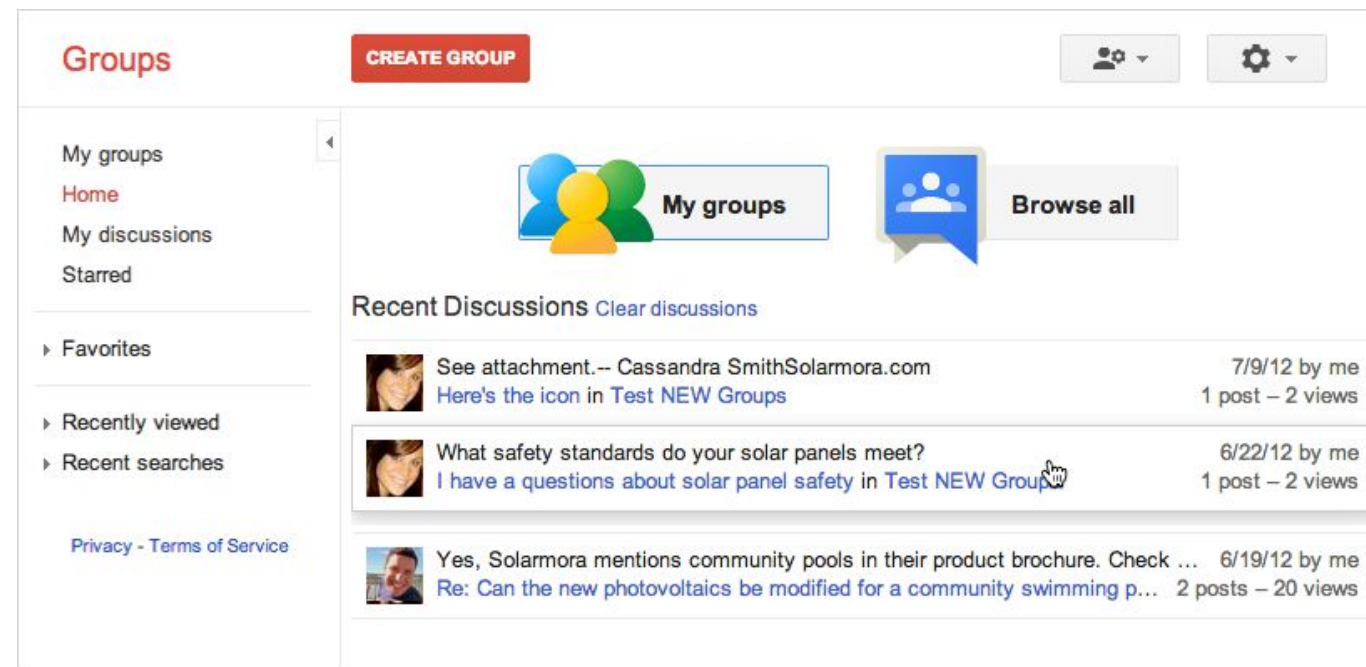 Groups
CREATE GROUP
My groups
Home
My discussions
Starred
Favorites
Recently viewed
Recent searches
Privacy - Terms of Service
My groups
Browse all
Recent Discussions Clear discussions
See attachment.-- Cassandra SmithSolarmora.com 7/9/12 by me
Here's the icon in Test NEW Groups 1 post – 2 views
What safety standards do your solar panels meet? 6/22/12 by me
I have a questions about solar panel safety in Test NEW Groups 1 post – 2 views
Yes, Solarmora mentions community pools in their product brochure. Check ... 6/19/12 by me
Re: Can the new photovoltaics be modified for a community swimming p... 2 posts – 20 views